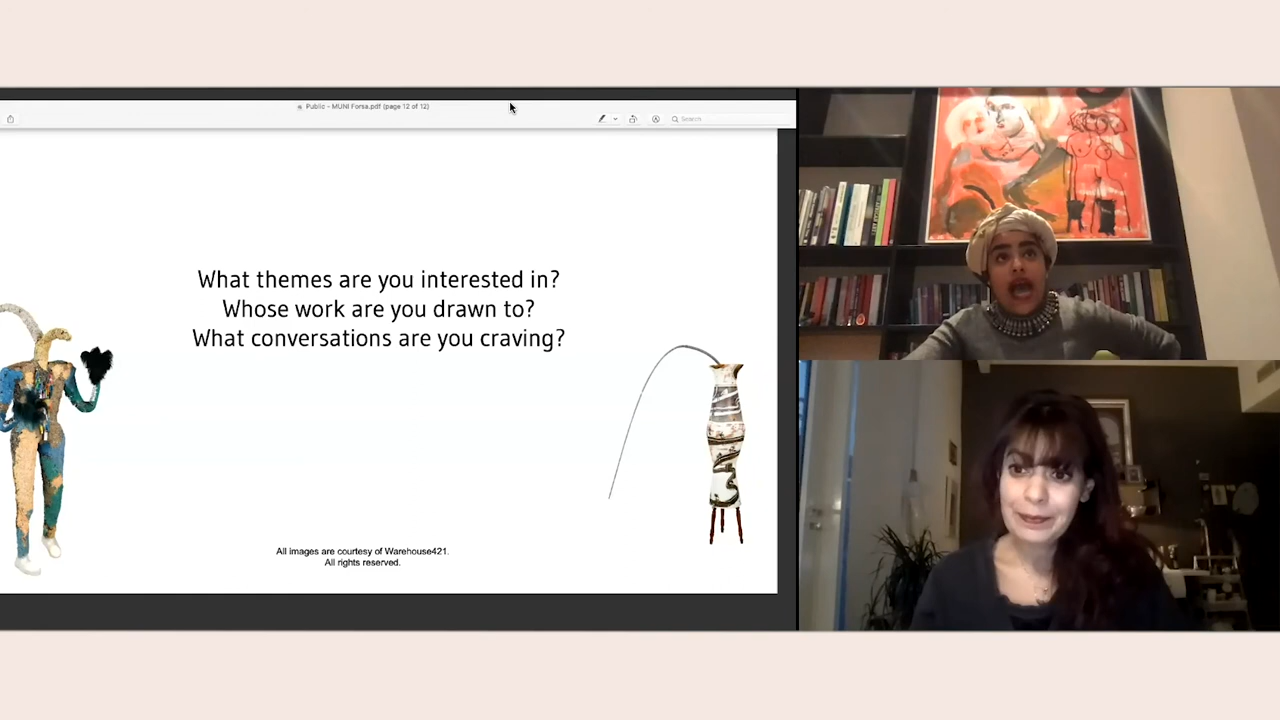 Public - MUNI Forsa.pdf (page 12 of 12)
Search
What themes are you interested in?
Whose work are you drawn to?
What conversations are you craving?
All images are courtesy of Warehouse421.
All rights reserved.